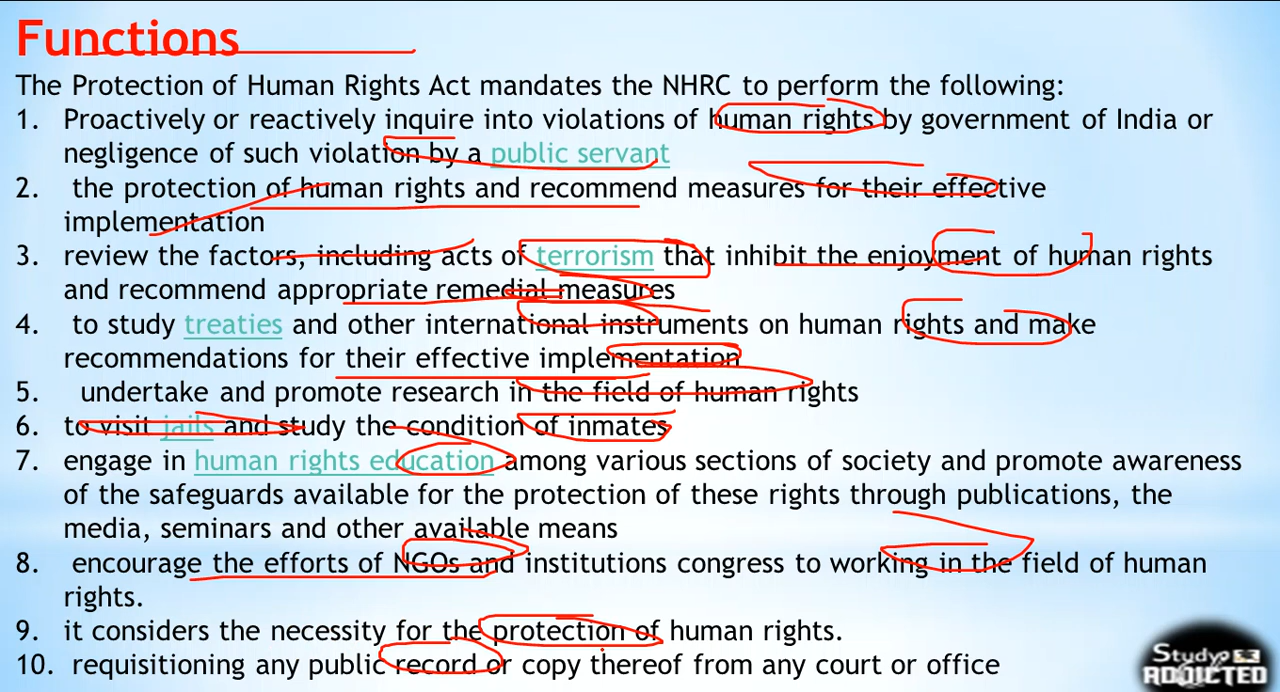 Functions
The Protection of Human Rights Act mandates the NHRC to perform the following:
1. Proactively or reactively inquire into violations of human rights by government of India or
negligence of such violation by a public servant
2. the protection of human rights and recommend measures for their effective
implementation
3. review the factors, including acts of terrorism that inhibit the enjoyment of human rights
and recommend appropriate remedial measures
4. to study treaties and other international instruments on human rights and make
recommendations for their effective implementation
5. undertake and promote research in the field of human rights
6. to visit jails and study the condition of inmates
7. engage in human rights education among various sections of society and promote awareness
of the safeguards available for the protection of these rights through publications, the
media, seminars and other available means
8. encourage the efforts of NGOs and institutions congress to working in the field of human
rights.
9. it considers the necessity for the protection of human rights.
10. requisitioning any public record or copy thereof from any court or office
Study
ADDICTED